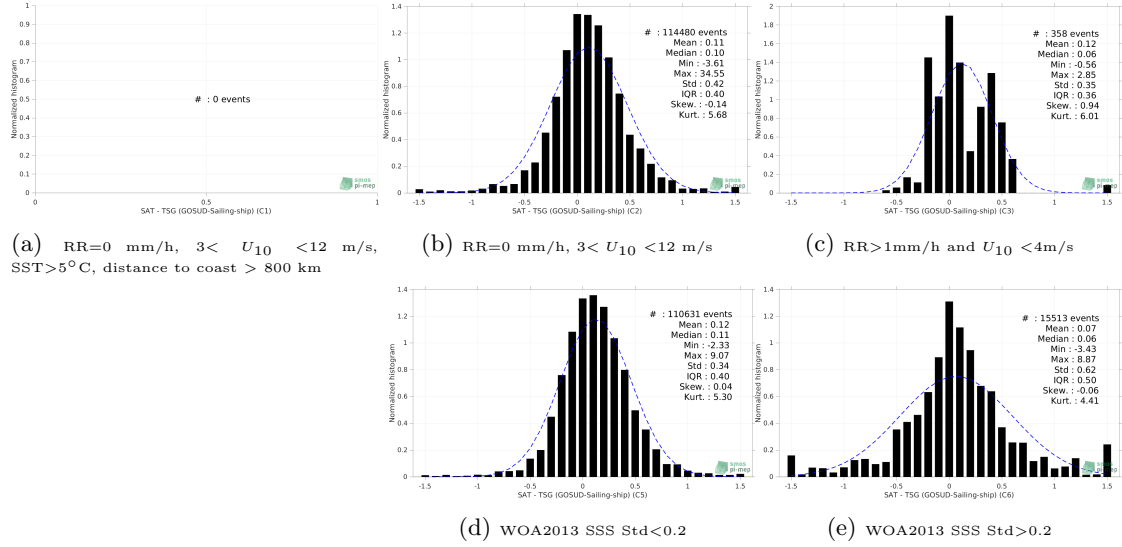 1
0.9
0.8
0.7
0.6
0.5
0.4
0.3
0.2
0.1
0
Normalized histogram
# : 0 events
smos
pi-mep
0 0.5 1
SAT - TSG (GOSUD-Sailing-ship) (C1)
(a) RR=0 mm/h, 3< U10 <12 m/s,
SST>5°C, distance to coast > 800 km
1.4
1.2
1
0.8
0.6
0.4
0.2
0
Normalized histogram
# : 114480 events
Mean : 0.11
Median : 0.10
Min : -3.61
Max : 34.55
Std : 0.42
IQR : 0.40
Skew. : -0.14
Kurt. : 5.68
smos
pi-mep
-1.5 -1 -0.5 0 0.5 1 1.5
SAT - TSG (GOSUD-Sailing-ship) (C2)
(b) RR=0 mm/h, 3< U10 <12 m/s
2
1.8
1.6
1.4
1.2
1
0.8
0.6
0.4
0.2
0
Normalized histogram
# : 358 events
Mean : 0.12
Median : 0.06
Min : -0.56
Max : 2.85
Std : 0.35
IQR : 0.36
Skew. : 0.94
Kurt. : 6.01
smos
pi-mep
-1.5 -1 -0.5 0 0.5 1 1.5
SAT - TSG (GOSUD-Sailing-ship) (C3)
(c) RR>1mm/h and U10 <4m/s
1.4
1.2
1
0.8
0.6
0.4
0.2
0
Normalized histogram
# : 110631 events
Mean : 0.12
Median : 0.11
Min : -2.33
Max : 9.07
Std : 0.34
IQR : 0.40
Skew. : 0.04
Kurt. : 5.30
smos
pi-mep
-1.5 -1 -0.5 0 0.5 1 1.5
SAT - TSG (GOSUD-Sailing-ship) (C5)
(d) WOA2013 SSS Std<0.2
1.4
1.2
1
0.8
0.6
0.4
0.2
0
Normalized histogram
# : 15513 events
Mean : 0.07
Median : 0.06
Min : -3.43
Max : 8.87
Std : 0.62
IQR : 0.50
Skew. : -0.06
Kurt. : 4.41
smos
pi-mep
-1.5 -1 -0.5 0 0.5 1 1.5
SAT - TSG (GOSUD-Sailing-ship) (C6)
(e) WOA2013 SSS Std>0.2